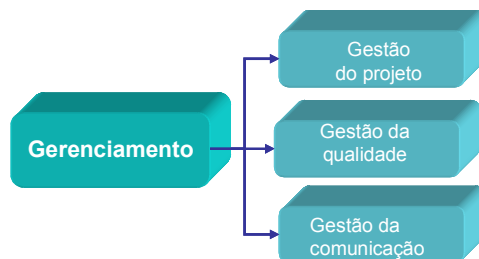 Gestão
do projeto
Gerenciamento
Gestão da
qualidade
Gestão da
comunicação